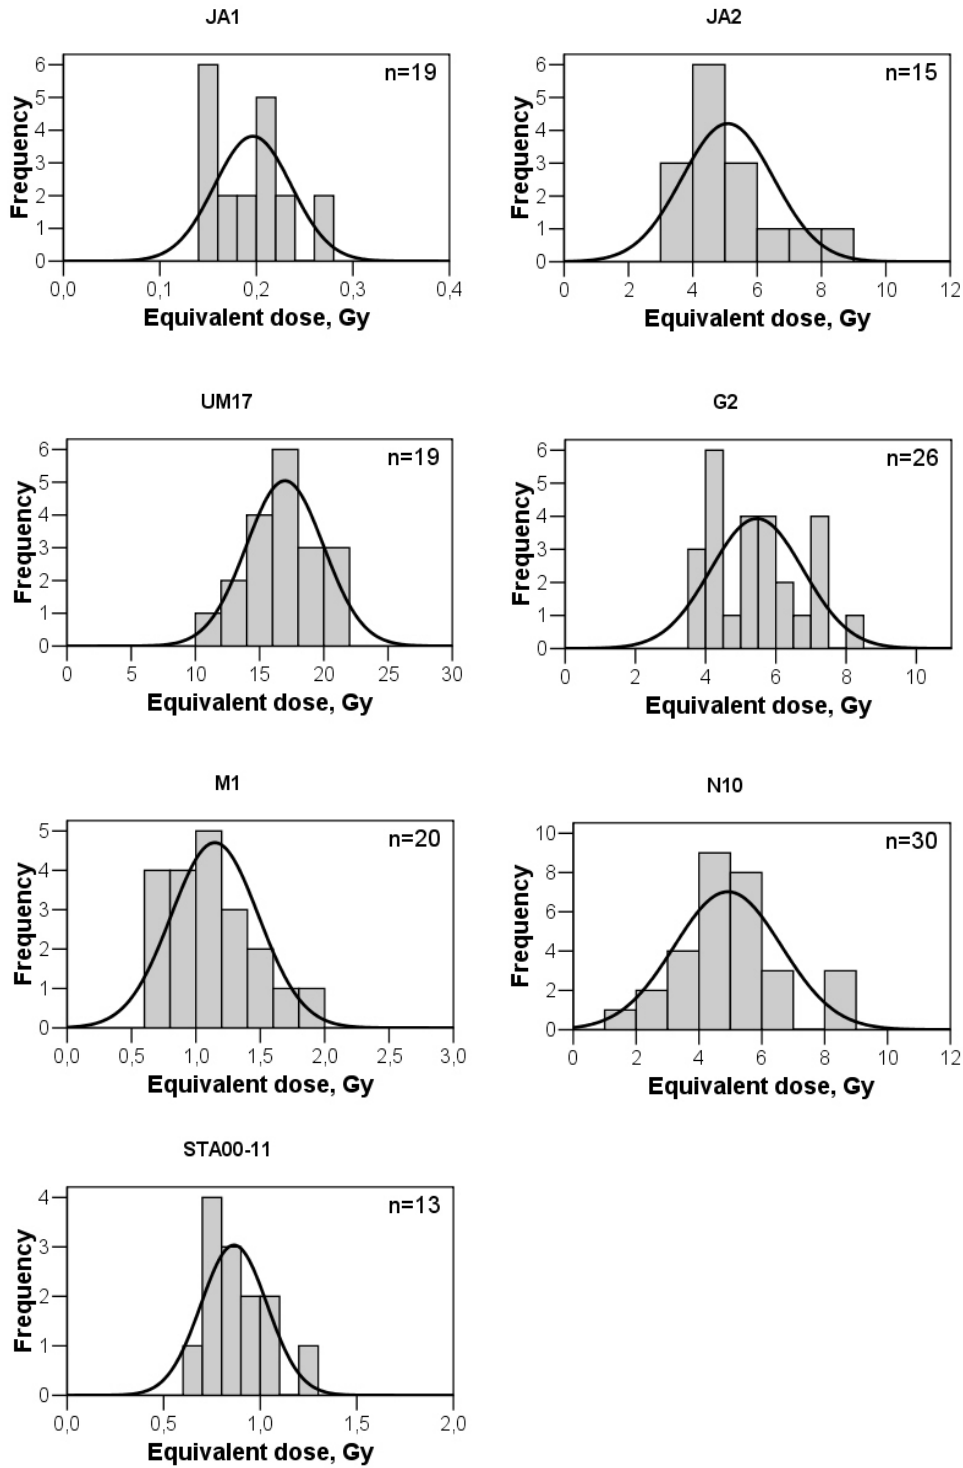 JA1
n=19
Frequency
6
5
4
3
2
1
0
0,0 0,1 0,2 0,3 0,4
Equivalent dose, Gy
JA2
n=15
Frequency
6
5
4
3
2
1
0
0 2 4 6 8 10 12
Equivalent dose, Gy
UM17
n=19
Frequency
6
5
4
3
2
1
0
0 5 10 15 20 25 30
Equivalent dose, Gy
G2
n=26
Frequency
6
5
4
3
2
1
0
0 2 4 6 8 10
Equivalent dose, Gy
M1
n=20
Frequency
5
4
3
2
1
0
0,0 0,5 1,0 1,5 2,0 2,5 3,0
Equivalent dose, Gy
N10
n=30
Frequency
10
8
6
4
2
0
0 2 4 6 8 10 12
Equivalent dose, Gy
STA00-11
n=13
Frequency
4
3
2
1
0
0,0 0,5 1,0 1,5 2,0
Equivalent dose, Gy